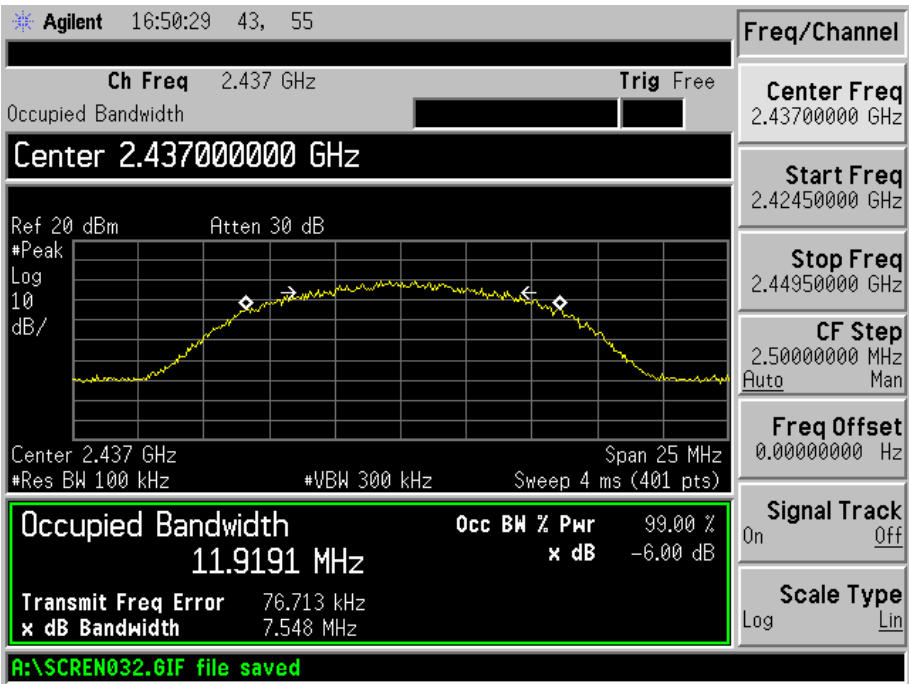 Agilent 16:50:29 43, 55
Ch Freq 2.437 GHz Trig Free
Occupied Bandwidth
Center 2.437000000 GHz
Ref 20 dBm Atten 30 dB
#Peak
Log
10
dB/
Center 2.437 GHz Span 25 MHz
#Res BW 100 kHz #VBW 300 kHz Sweep 4 ms (401 pts)
Occupied Bandwidth
11.9191 MHz
Occ BW % Pwr 99.00 %
x dB -6.00 dB
Transmit Freq Error 76.713 kHz
x dB Bandwidth 7.548 MHz
A:\SCREN032.GIF file saved
Freq/Channel
Center Freq
2.43700000 GHz
Start Freq
2.42450000 GHz
Stop Freq
2.44950000 GHz
CF Step
2.50000000 MHz
Auto Man
Freq Offset
0.00000000 Hz
Signal Track
On Off
Scale Type
Log Lin